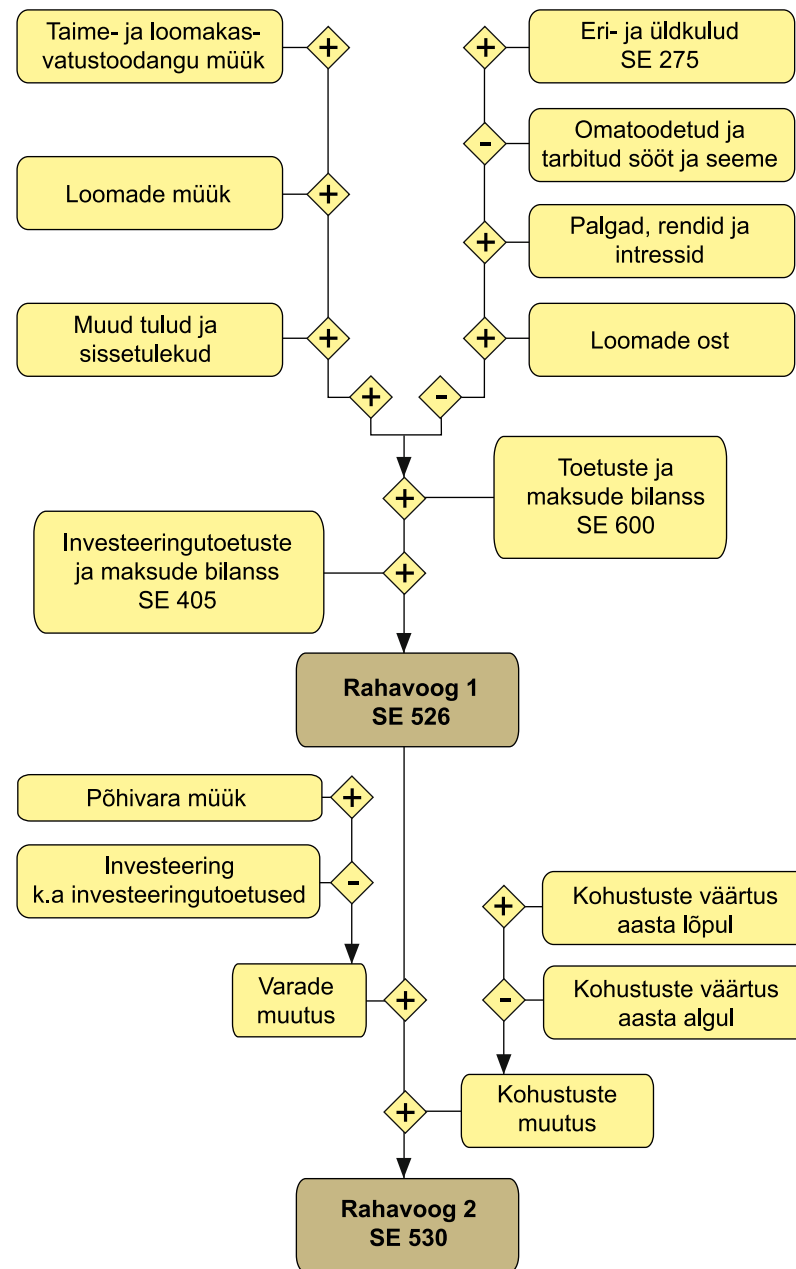 Taime- ja loomakas-
vatustoodangu müük
+
Loomade müük
+
Muud tulud ja
sissetulekud
+
+
Eri- ja üldkulud
SE 275
+
Omatoodetud ja
tarbitud sööt ja seeme
-
Palgad, rendid ja
intressid
+
Loomade ost
+
-
Toetuste ja
maksude bilanss
SE 600
+
Investeeringutoetuste
ja maksude bilanss
SE 405
+
Rahavoog 1
SE 526
Põhivara müük
+
Investeering
k.a investeeringutoetused
-
Varade
muutus
+
Kohustuste väärtus
aasta lõpul
+
Kohustuste väärtus
aasta algul
-
Kohustuste
muutus
+
Rahavoog 2
SE 530